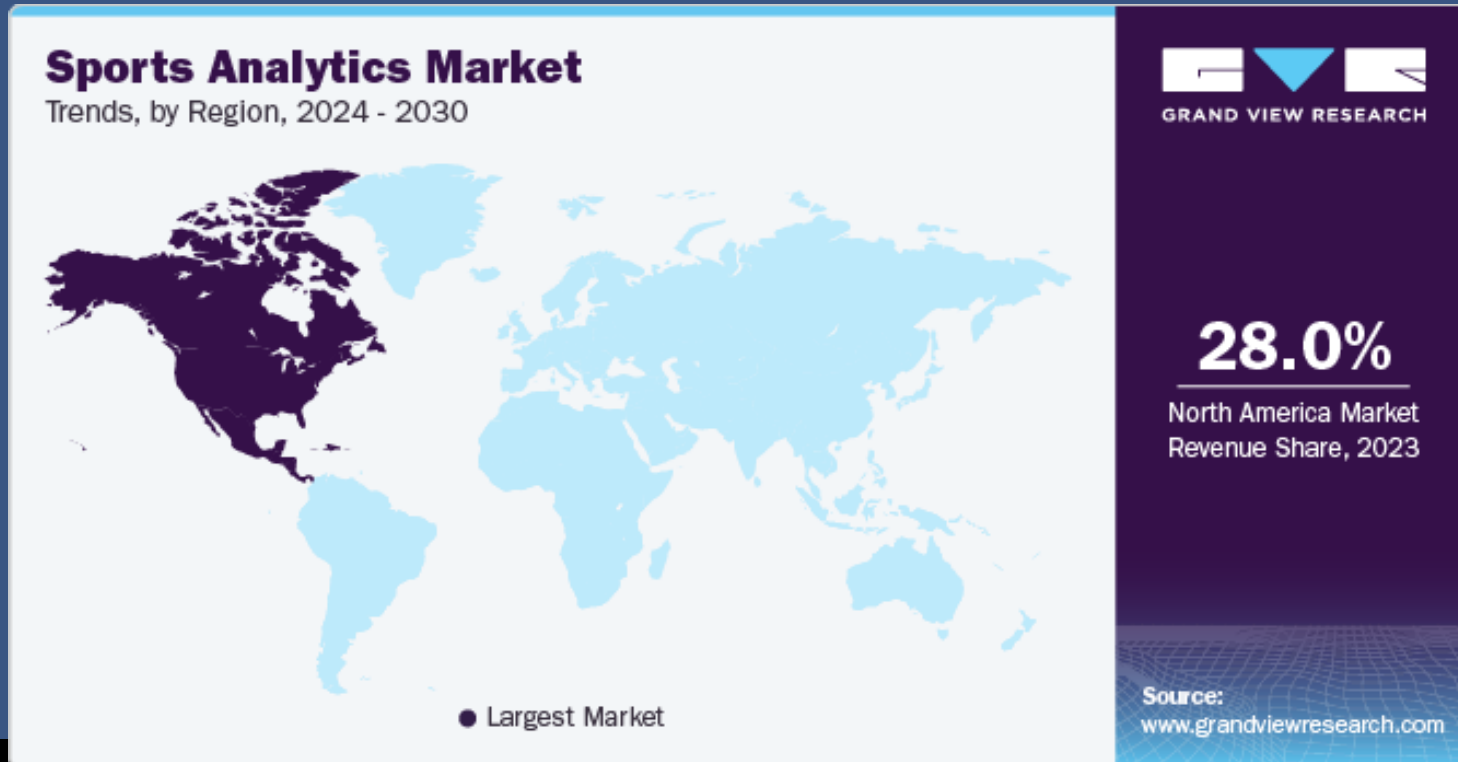 Sports Analytics Market
Trends, by Region, 2024 - 2030
Largest Market
GRAND VIEW RESEARCH
28.0%
North America Market
Revenue Share, 2023
Source:
www.grandviewresearch.com